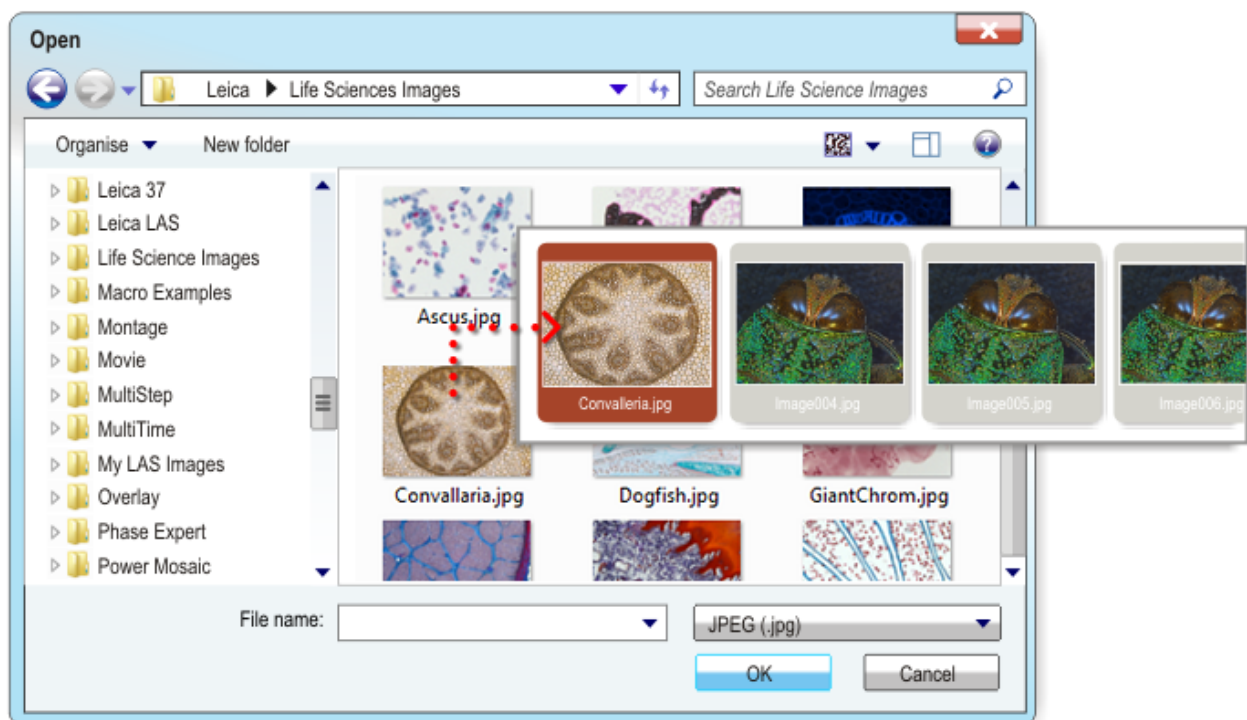 Open
Leica ▶ Life Sciences Images
Search Life Science Images
Organise
New folder
Leica 37
Leica LAS
Life Science Images
Macro Examples
Montage
Movie
MultiStep
MultiTime
My LAS Images
Overlay
Phase Expert
Power Mosaic
Ascus.jpg
Convalleria.jpg
Image004.jpg
Image005.jpg
Image006.jpg
Convallaria.jpg
Dogfish.jpg
GiantChrom.jpg
File name:
JPEG (.jpg)
OK
Cancel